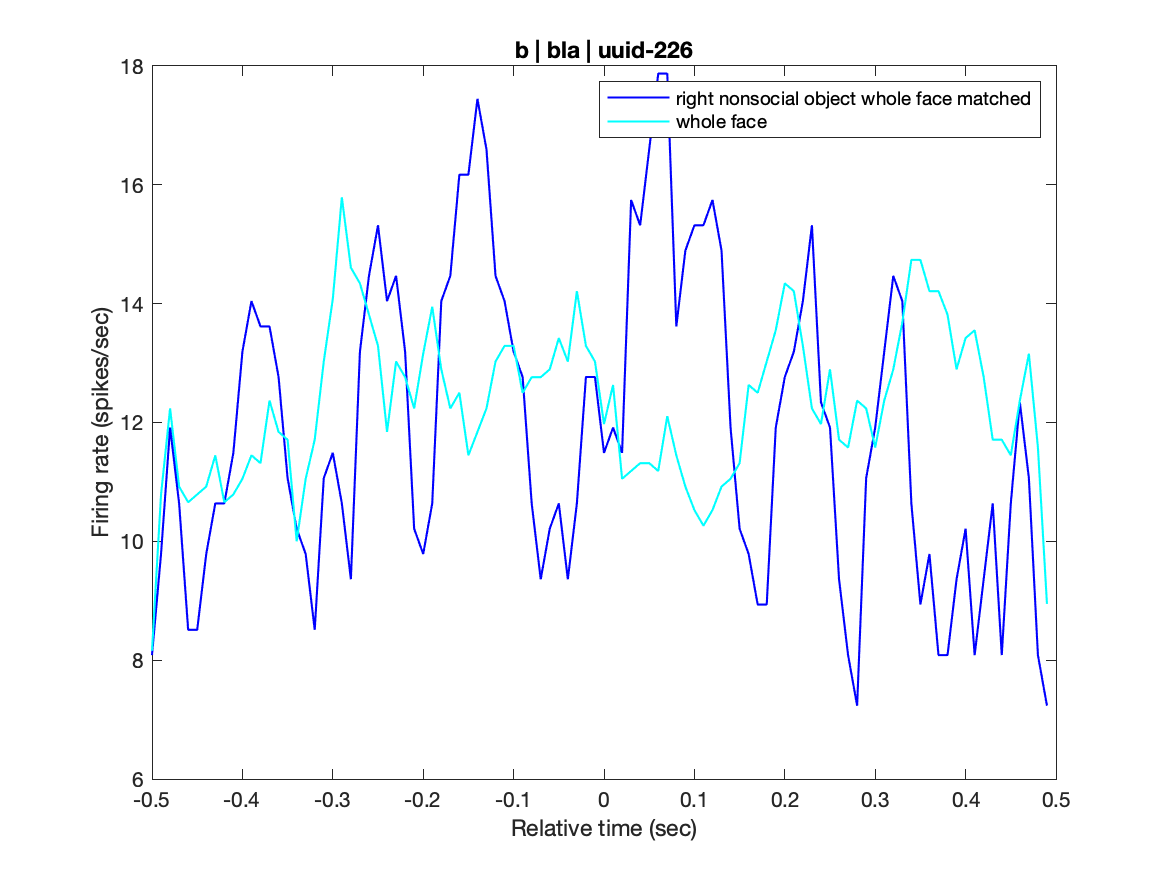 b | bla | uuid-226
right nonsocial object whole face matched
whole face
18
16
14
12
10
8
6
Firing rate (spikes/sec)
-0.5 -0.4 -0.3 -0.2 -0.1 0 0.1 0.2 0.3 0.4 0.5
Relative time (sec)